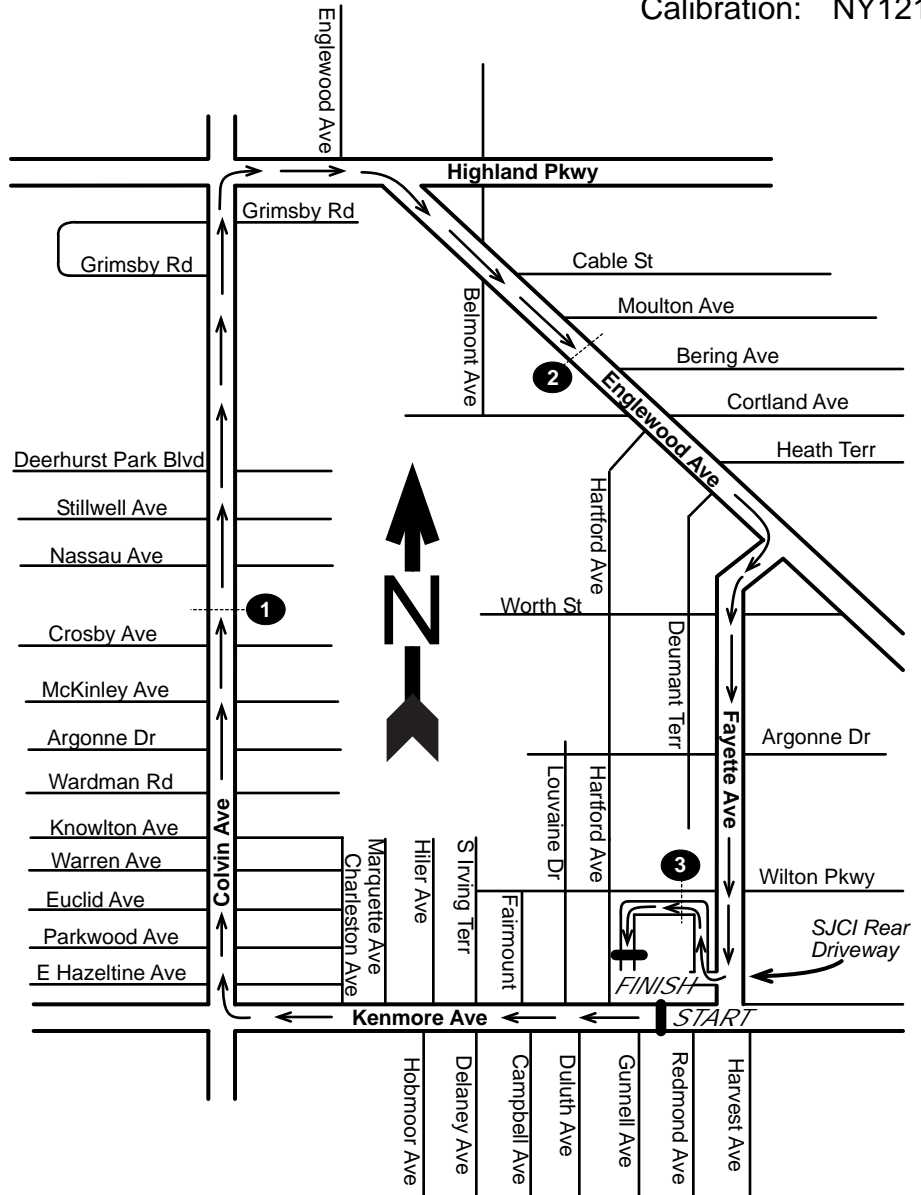 Calibration: NY121
Englewood Ave
Highland Pkwy
Grimsby Rd
Grimsby Rd
Cable St
Moulton Ave
Belmont Ave
Bering Ave
2
Englewood Ave
Cortland Ave
Heath Terr
Deerhurst Park Blvd
Stillwell Ave
Hartford Ave
Nassau Ave
N
1
Worth St
Crosby Ave
Deumant Terr
McKinley Ave
Fayette Ave
Argonne Dr
Argonne Dr
Louvaine Dr
Hartford Ave
Wardman Rd
Colvin Ave
Knowlton Ave
Marquette Ave
Charleston Ave
Hiler Ave
S Irving Terr
Warren Ave
3
Wilton Pkwy
Euclid Ave
Fairmount
Parkwood Ave
SJCI Rear
Driveway
E Hazeltine Ave
FINISH
Kenmore Ave
START
Hobmoor Ave
Delaney Ave
Campbell Ave
Duluth Ave
Gunnell Ave
Redmond Ave
Harvest Ave